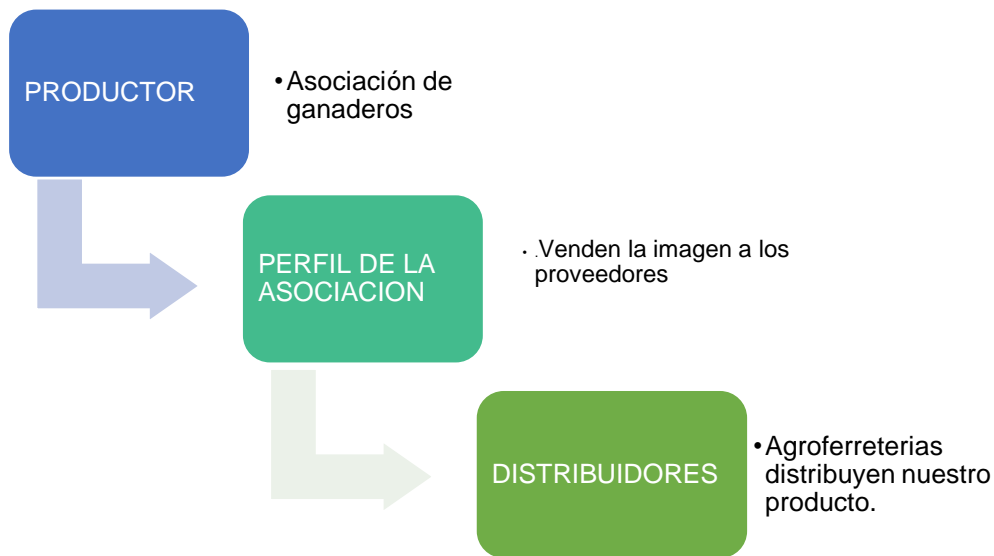 PRODUCTOR
•Asociación de
ganaderos
PERFIL DE LA
ASOCIACION
• .Venden la imagen a los
proveedores
DISTRIBUIDORES
•Agroferreterias
distribuyen nuestro
producto.